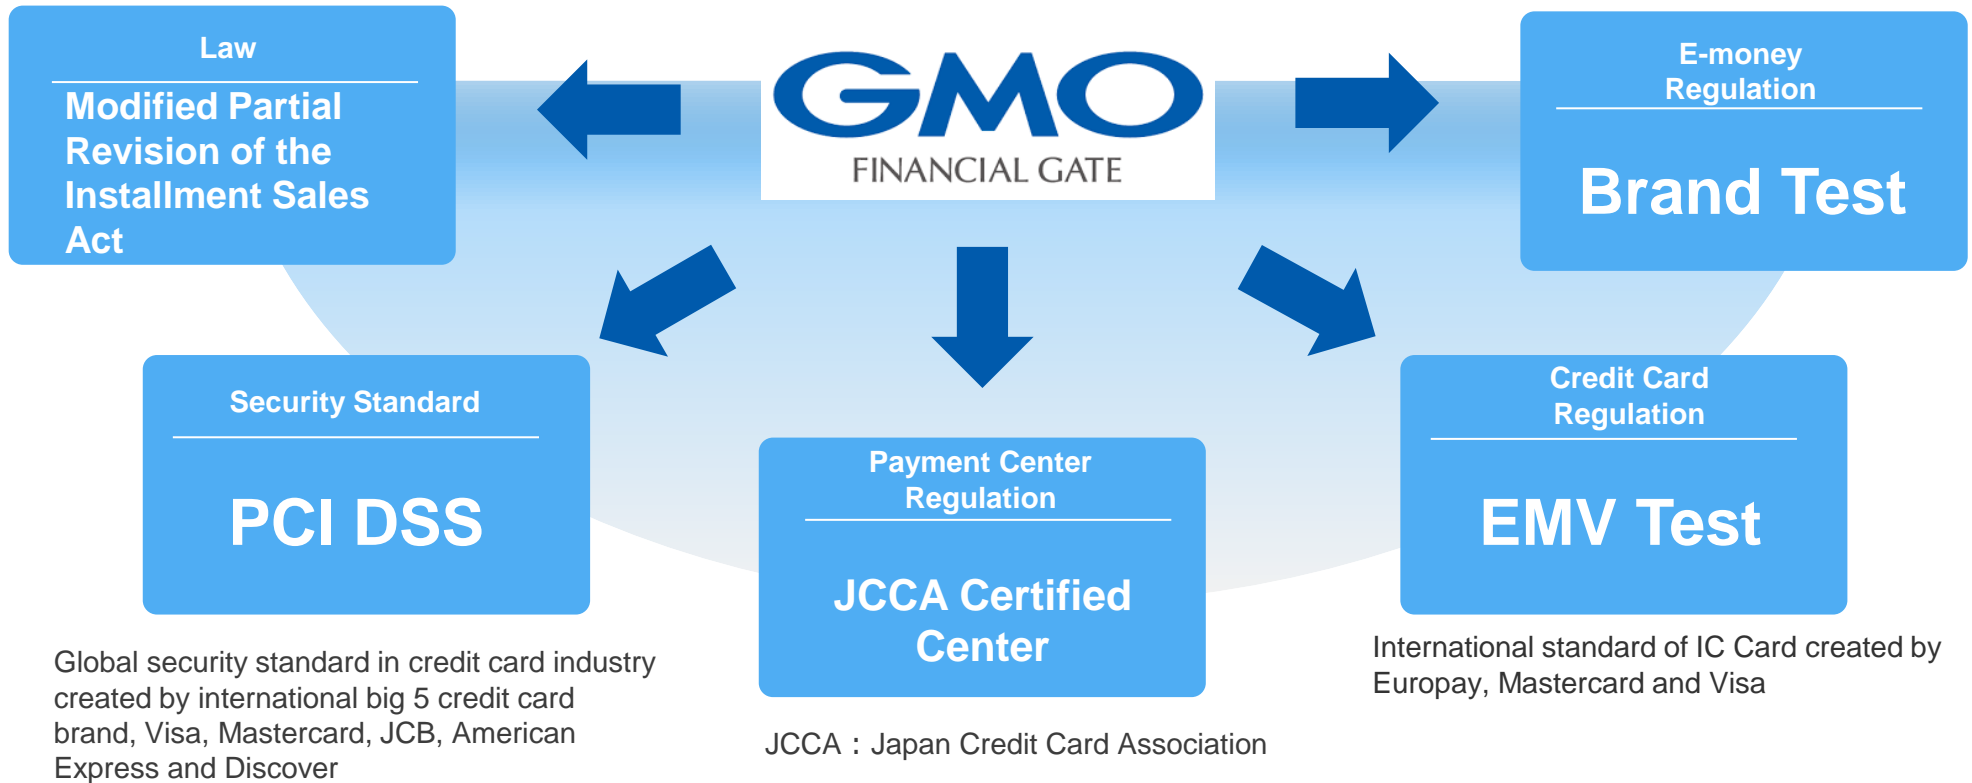 Law
Modified Partial
Revision of the
Installment Sales
Act
GMO
FINANCIAL GATE
E-money
Regulation
Brand Test
Security Standard
PCI DSS
Global security standard in credit card industry
created by international big 5 credit card
brand, Visa, Mastercard, JCB, American
Express and Discover
Payment Center
Regulation
JCCA Certified
Center
JCCA：Japan Credit Card Association
Credit Card
Regulation
EMV Test
International standard of IC Card created by
Europay, Mastercard and Visa